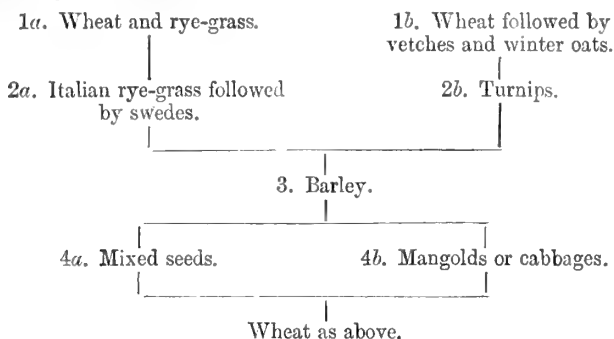 1a. Wheat and rye-grass.
1b. Wheat followed by
vetches and winter oats.
2a. Italian rye-grass followed
by swedes.
2b. Turnips.
3. Barley.
4a. Mixed seeds.
4b. Mangolds or cabbages.
Wheat as above.